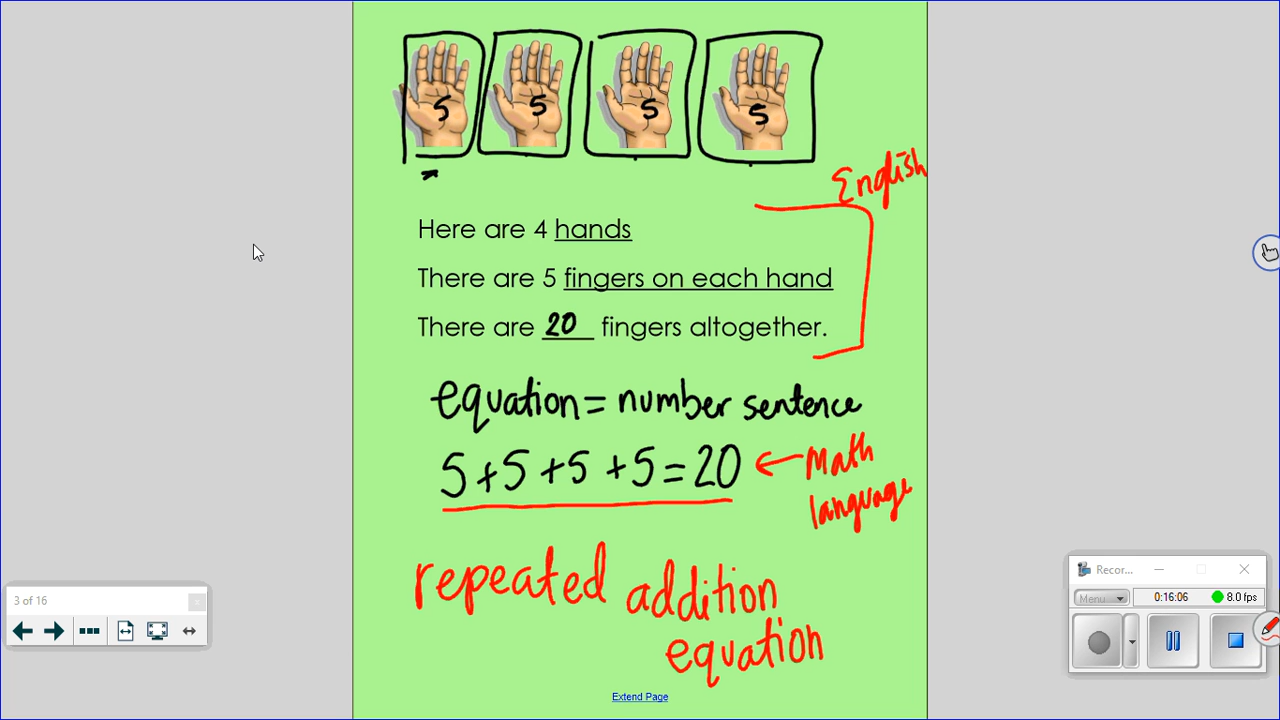 5 5 5 5
English
Here are 4 hands
There are 5 fingers on each hand
There are 20 fingers altogether.
equation = number sentence
5+5+5+5=20 ← Math
language
repeated addition
equation
Extend Page
3 of 16
x
Recor...
Menu
0:16:06
8.0 fps